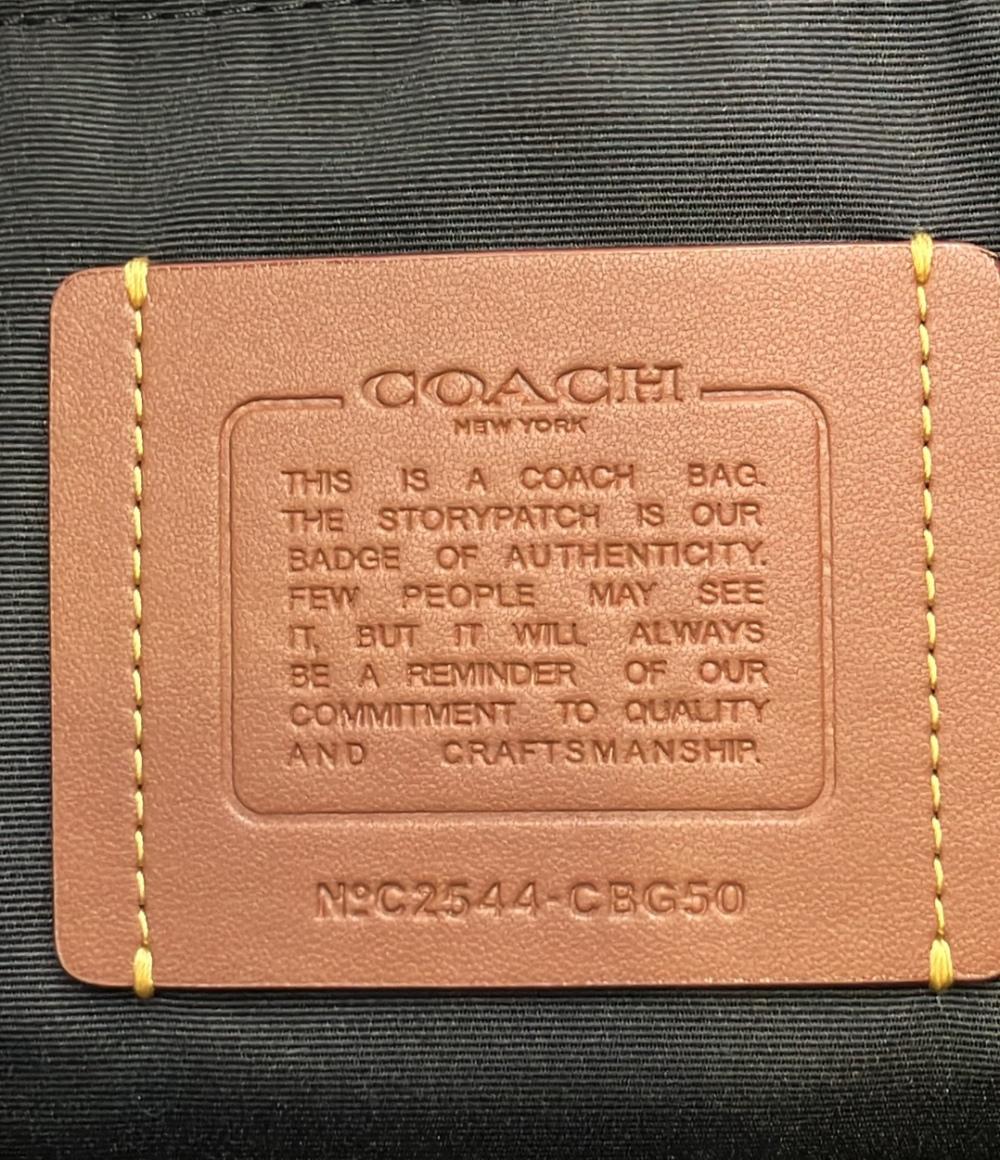 COACH
NEW YORK
THIS IS A COACH BAG.
THE STORYPATCH IS OUR
BADGE OF AUTHENTICITY.
FEW PEOPLE MAY SEE
IT, BUT IT WILL ALWAYS
BE A REMINDER OF OUR
COMMITMENT TO QUALITY
AND CRAFTSMANSHIP.
NºC2544-CBG50